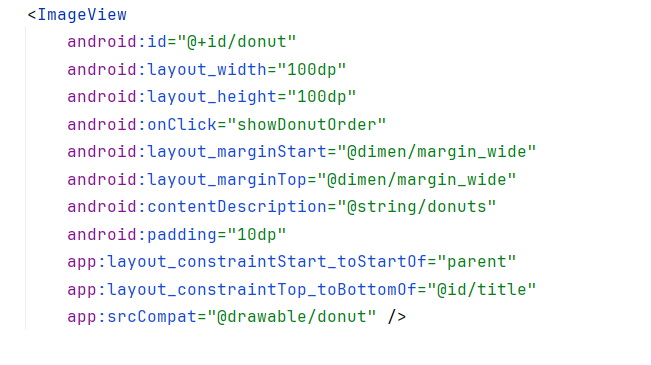 <ImageView
android:id="@+id/donut"
android:layout_width="100dp"
android:layout_height="100dp"
android:onClick="showDonutOrder"
android:layout_marginStart="@dimen/margin_wide"
android:layout_marginTop="@dimen/margin_wide"
android:contentDescription="@string/donuts"
android:padding="10dp"
app:layout_constraintStart_toStartOf="parent"
app:layout_constraintTop_toBottomOf="@id/title"
app:srcCompat="@drawable/donut" />